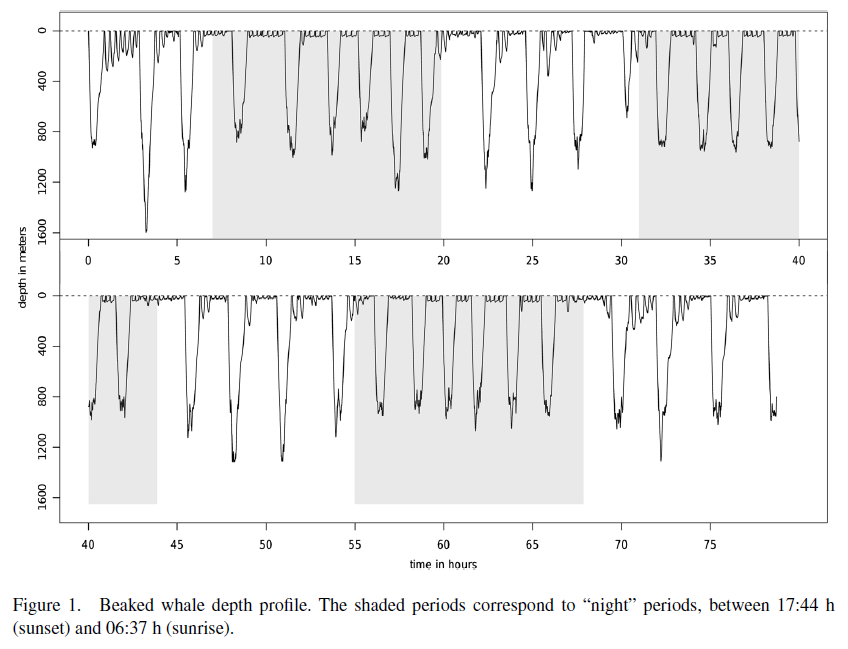 0
400
800
1200
1600
0 5 10 15 20 25 30 35 40
depth in meters
0
400
800
1200
1600
40 45 50 55 60 65 70 75
time in hours
Figure 1. Beaked whale depth profile. The shaded periods correspond to “night” periods, between 17:44 h
(sunset) and 06:37 h (sunrise).